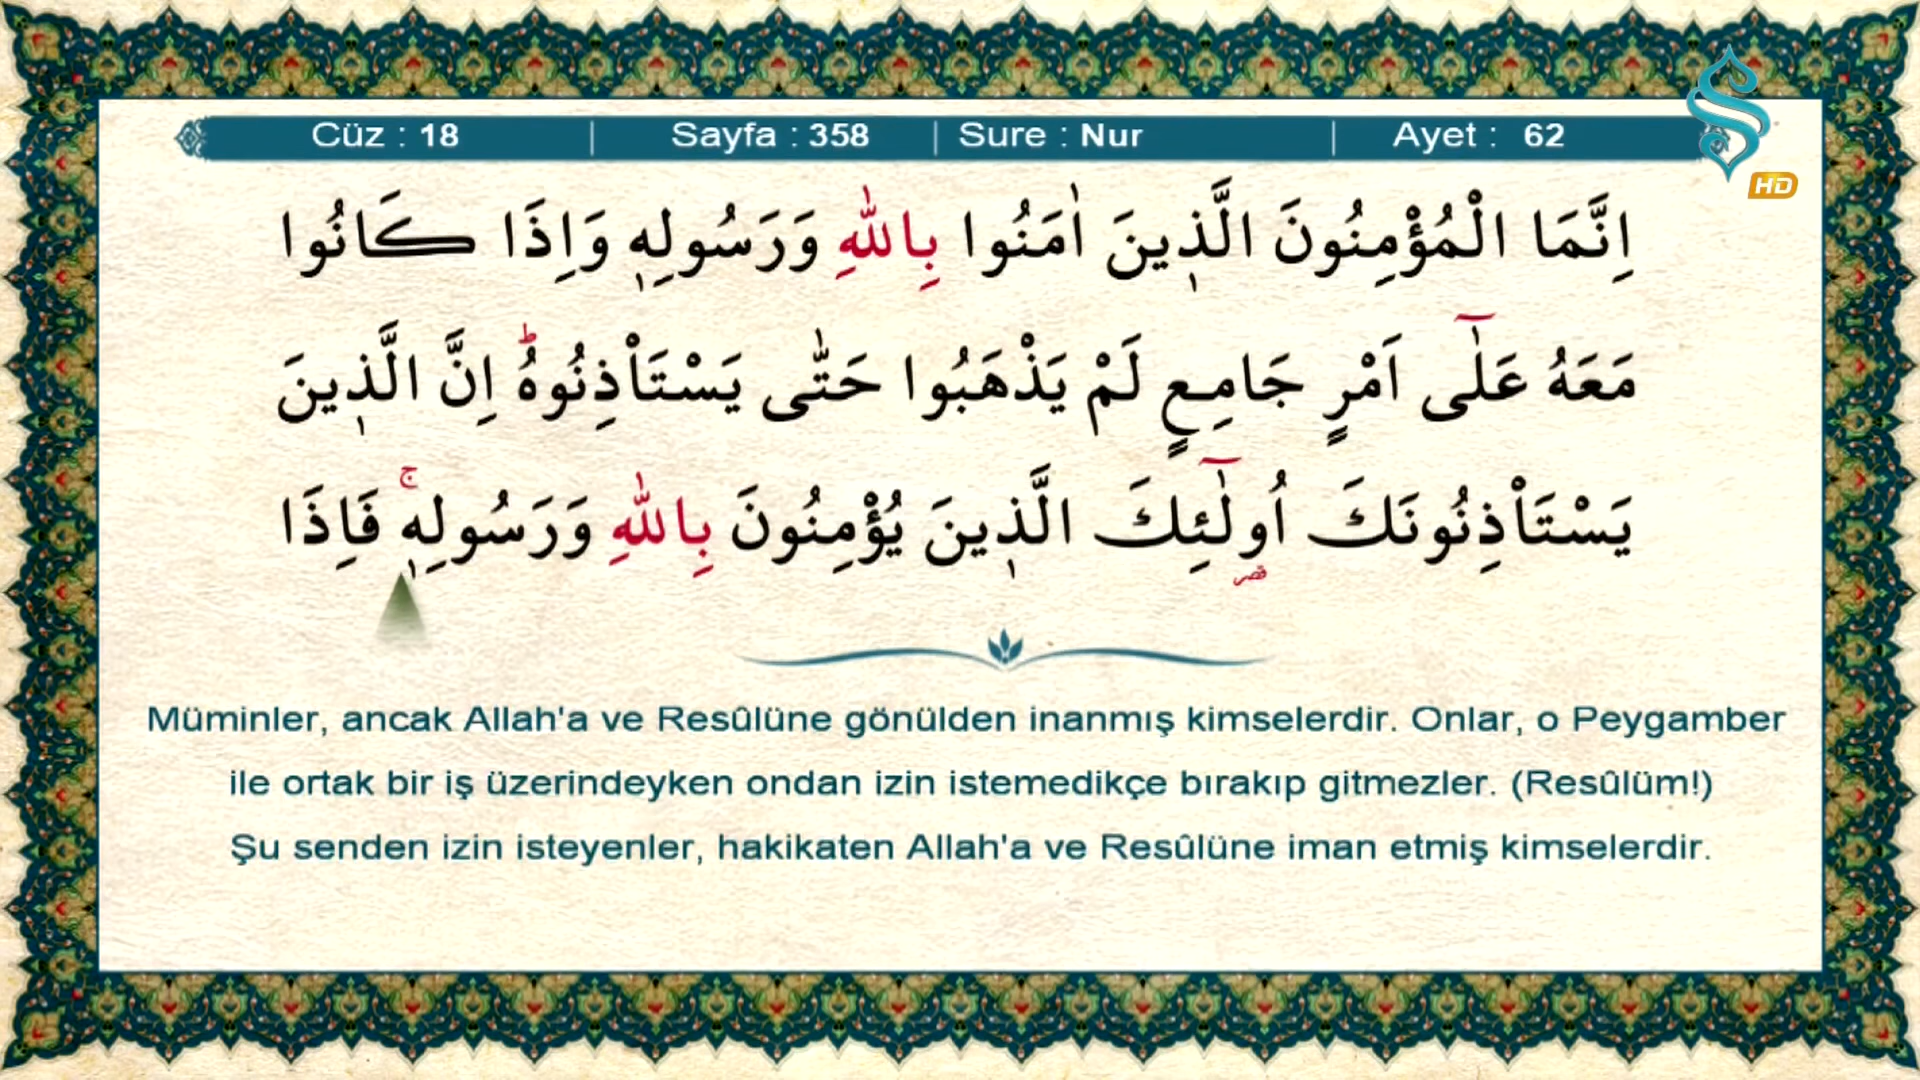 Cüz : 18 | Sayfa : 358 | Sure : Nur | Ayet : 62
HD
اِنَّمَا الْمُؤْمِنُونَ الَّذ۪ينَ اٰمَنُوا بِاللّٰهِ وَرَسُولِه۪ وَاِذَا كَانُوا
مَعَهُ عَلٰٓى اَمْرٍ جَامِعٍ لَمْ يَذْهَبُوا حَتّٰى يَسْتَأْذِنُوهُۜ اِنَّ الَّذ۪ينَ
يَسْتَأْذِنُونَكَ اُولٰٓئِكَ الَّذ۪ينَ يُؤْمِنُونَ بِاللّٰهِ وَرَسُولِه۪ۚ فَاِذَا
قصر
Müminler, ancak Allah'a ve Resûlüne gönülden inanmış kimselerdir. Onlar, o Peygamber
ile ortak bir iş üzerindeyken ondan izin istemedikçe bırakıp gitmezler. (Resûlüm!)
Şu senden izin isteyenler, hakikaten Allah'a ve Resûlüne iman etmiş kimselerdir.